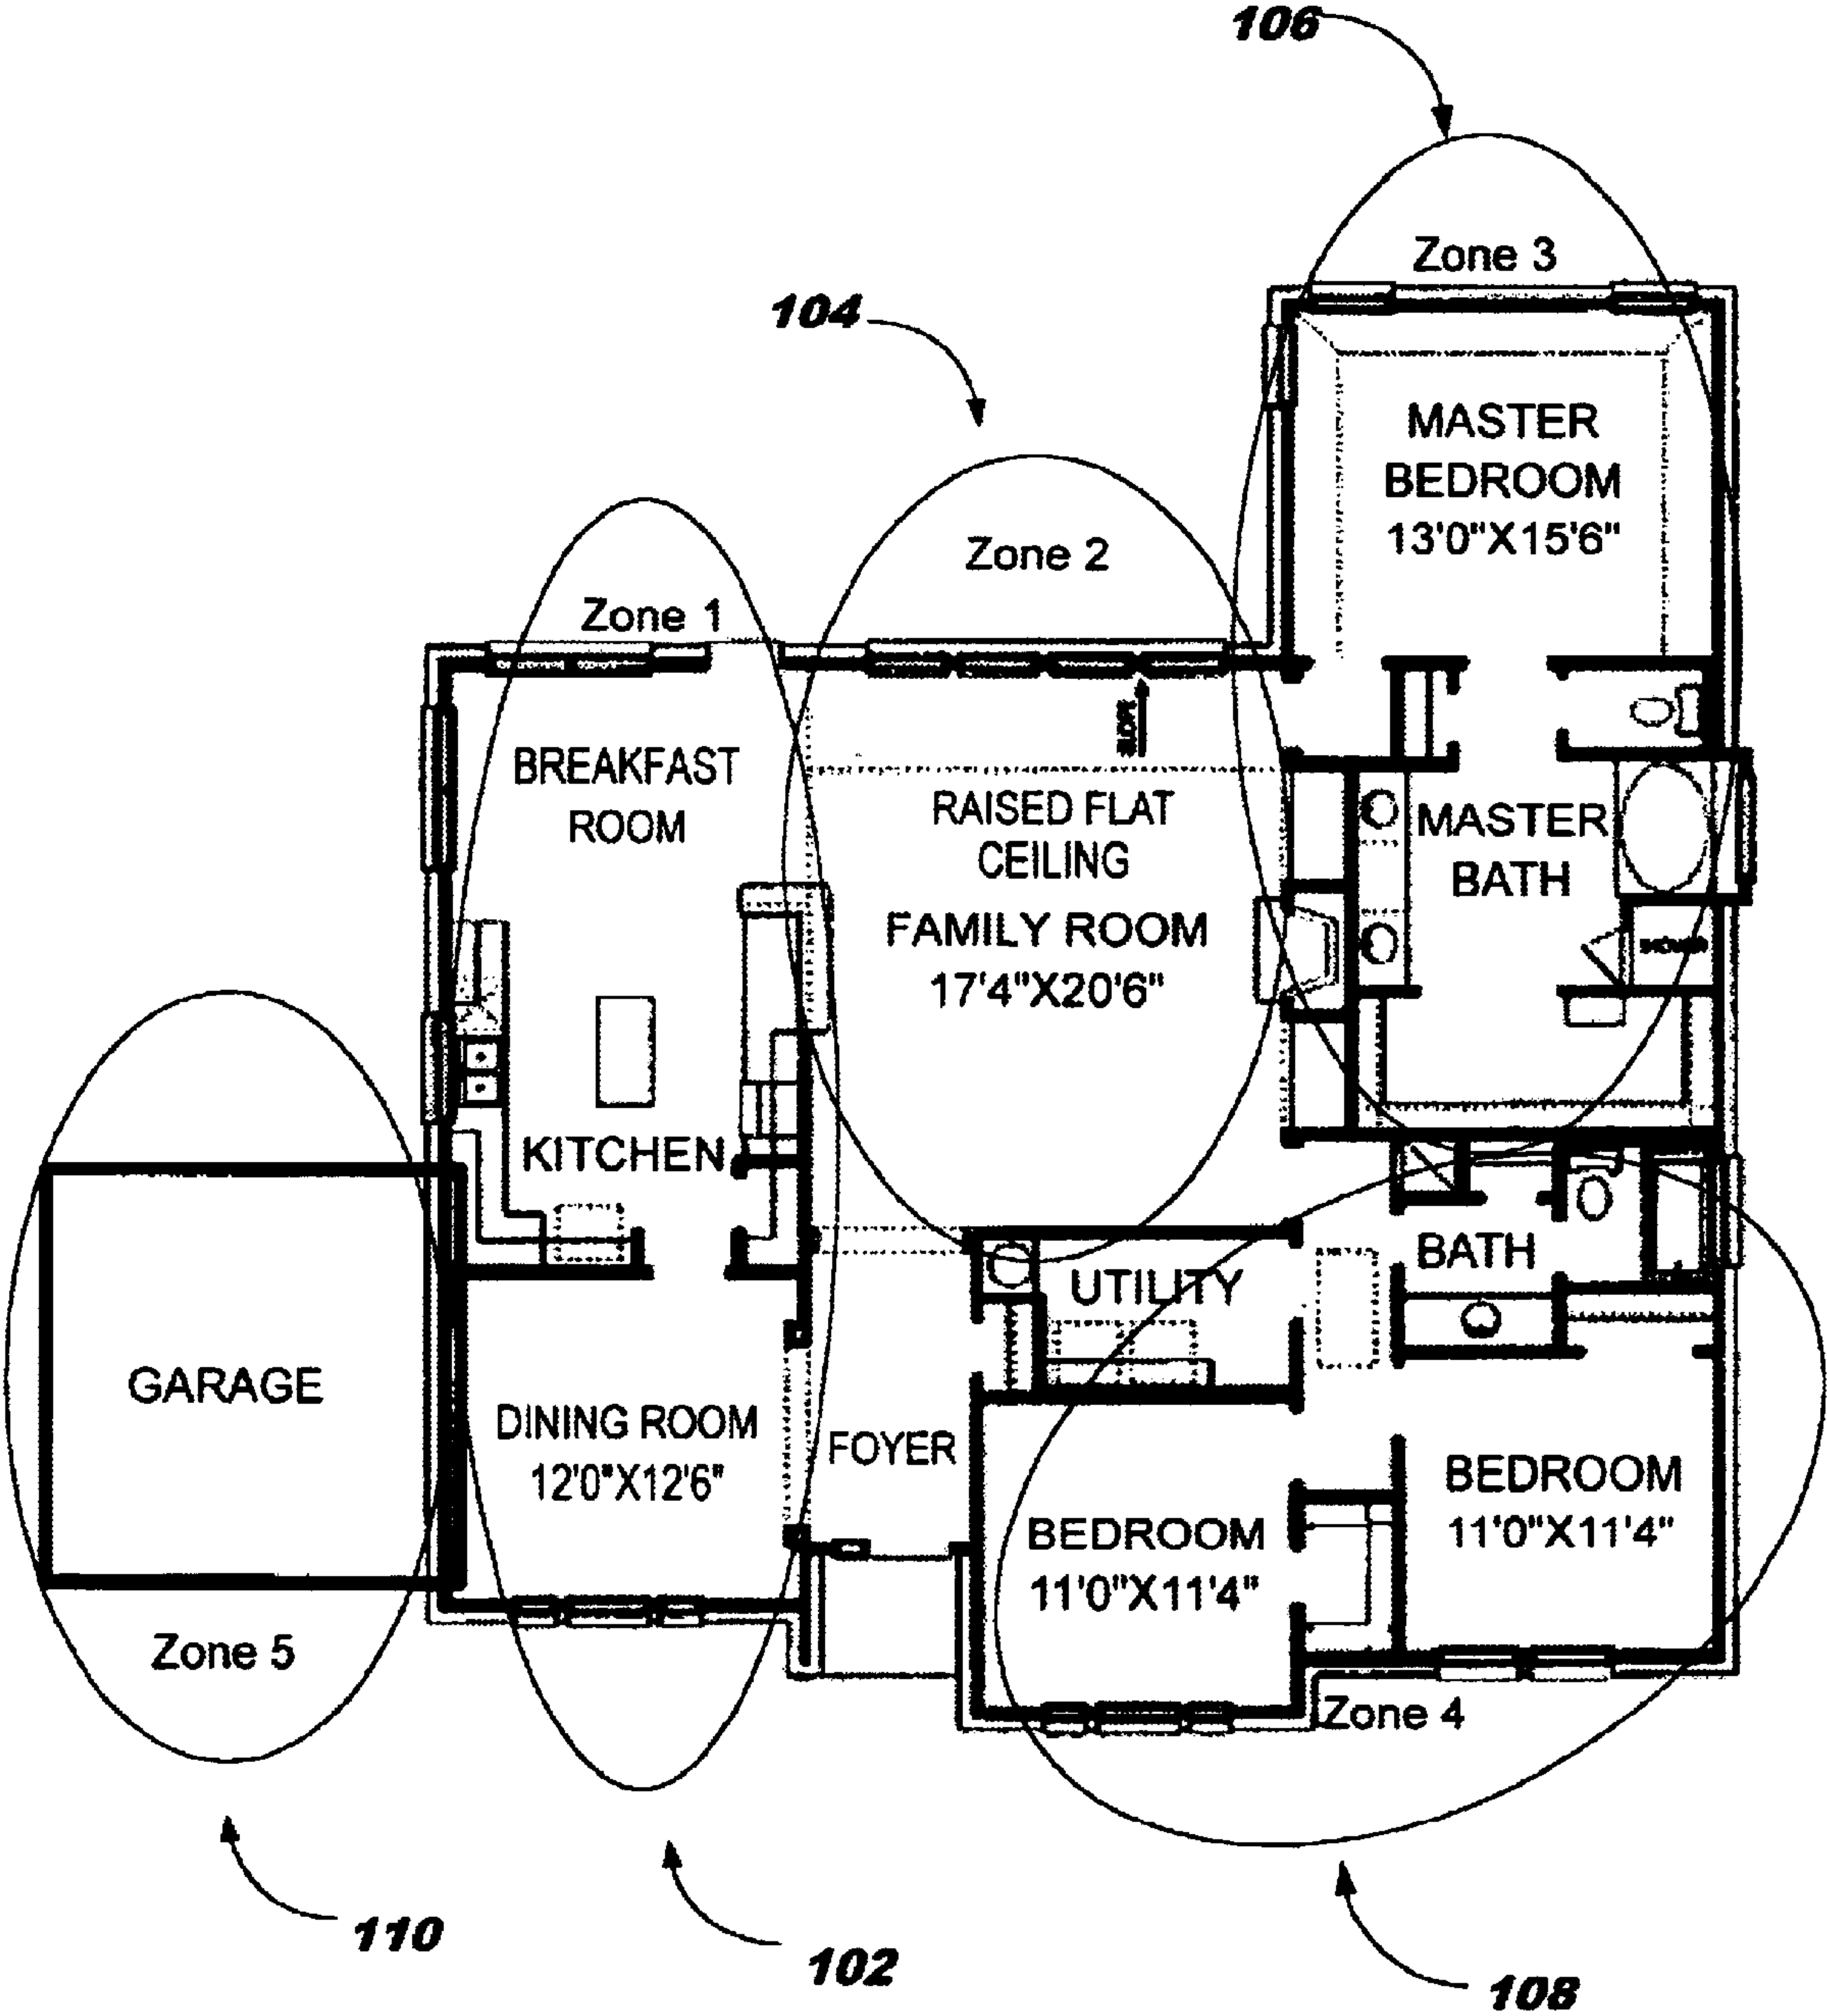 106
Zone 3
104
MASTER
BEDROOM
13'0"X15'6"
Zone 2
Zone 1
BREAKFAST
ROOM
RAISED FLAT
CEILING
FAMILY ROOM
17'4"X20'6"
MASTER
BATH
SHOWER
KITCHEN
BATH
UTILITY
GARAGE
DINING ROOM
12'0"X12'6"
FOYER
BEDROOM
11'0"X11'4"
BEDROOM
11'0"X11'4"
Zone 5
Zone 4
110
102
108